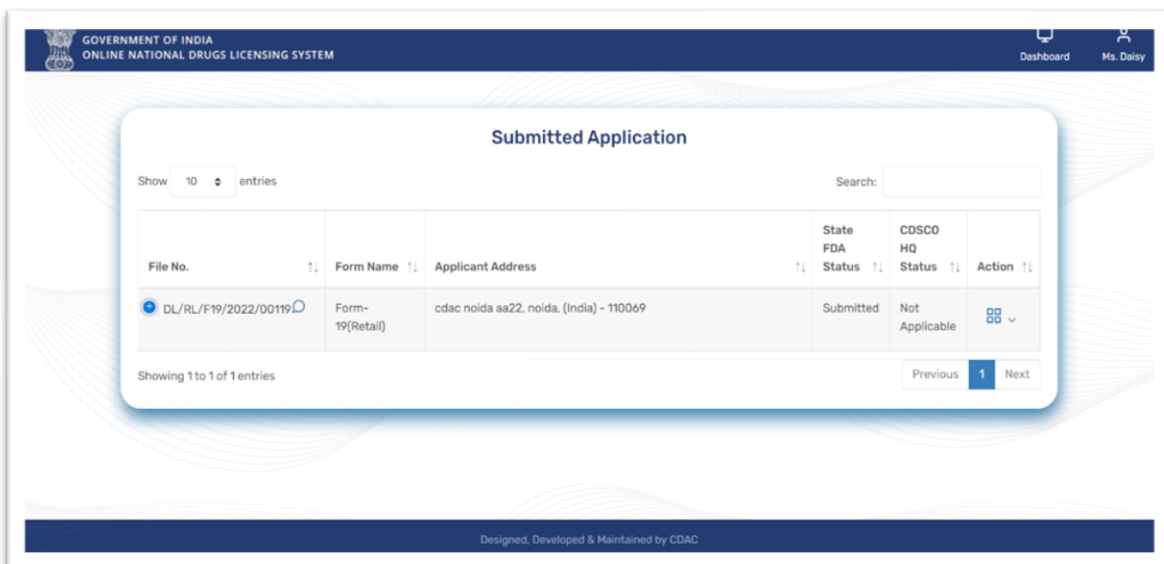 GOVERNMENT OF INDIA
ONLINE NATIONAL DRUGS LICENSING SYSTEM
Dashboard
Ms. Daisy
Submitted Application
Show 10 entries
Search:
File No.
Form Name
Applicant Address
State
FDA
Status
CDSCO
HQ
Status
Action
DL/RL/F19/2022/00119
Form-
19(Retail)
cdac noida aa22, noida, (India) - 110069
Submitted
Not
Applicable
Showing 1 to 1 of 1 entries
Previous 1 Next
Designed, Developed & Maintained by CDAC